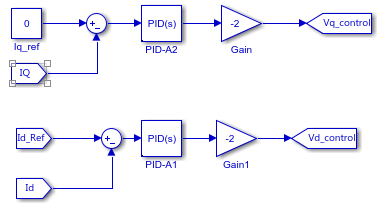 0
Iq_ref
+
−
PID(s)
PID-A2
-2
Gain
Vq_control
IQ
Id_Ref
+
−
PID(s)
PID-A1
-2
Gain1
Vd_control
Id